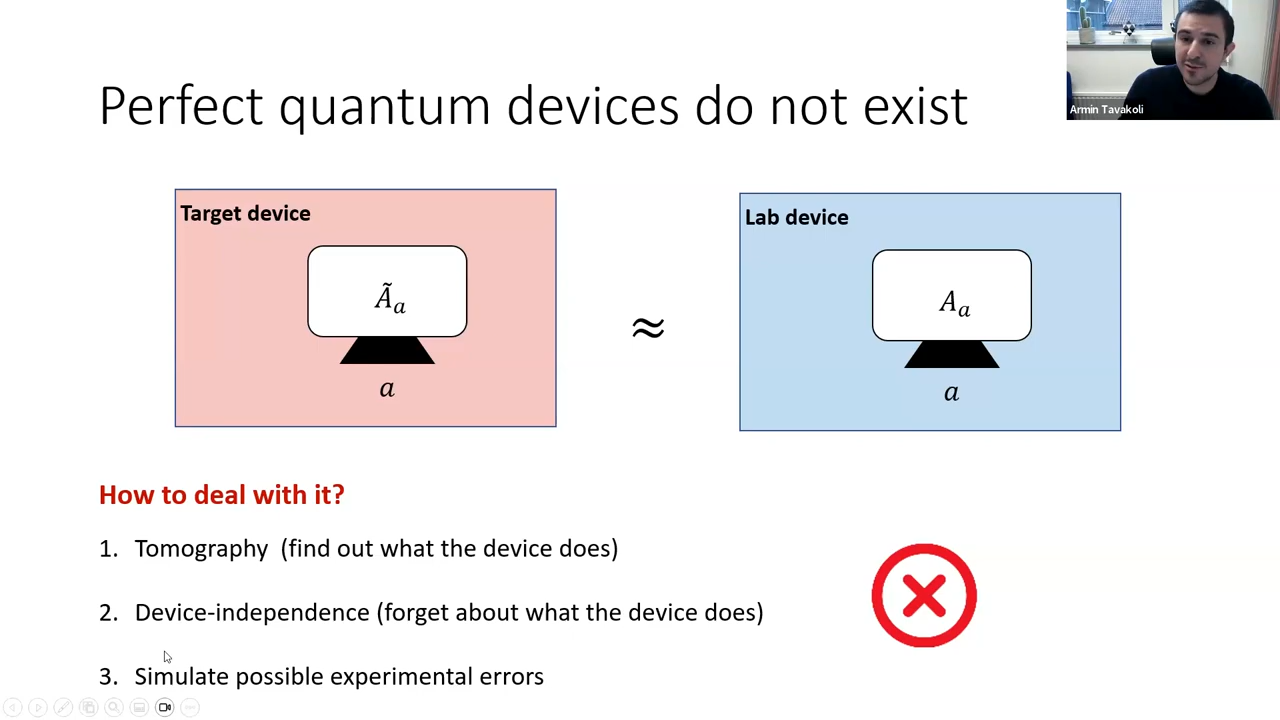 Perfect quantum devices do not exist
Armin Tavakoli
Target device
Ã_a
a
≈
Lab device
A_a
a
How to deal with it?
1. Tomography (find out what the device does)
2. Device-independence (forget about what the device does)
3. Simulate possible experimental errors